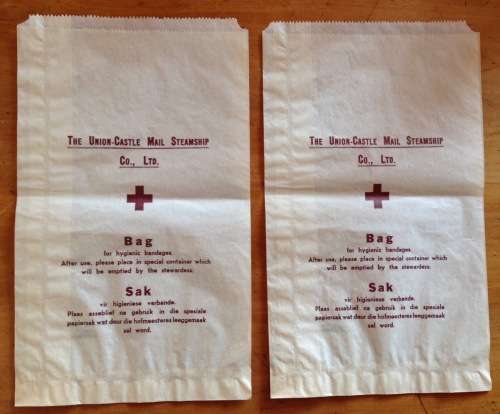 THE UNION-CASTLE MAIL STEAMSHIP
CO., LTD.
Bag
for hygienic bandages.
After use, please place in special container which
will be emptied by the stewardess.
Sak
vir higieniese verbande.
Plaas asseblief na gebruik in die spesiale
papiersak wat deur die hofmeesteres leeggemaak
sal word.
THE UNION-CASTLE MAIL STEAMSHIP
CO., LTD.
Bag
for hygienic bandages.
After use, please place in special container which
will be emptied by the stewardess.
Sak
vir higieniese verbande.
Plaas asseblief na gebruik in die spesiale
papiersak wat deur die hofmeesteres leeggemaak
sal word.